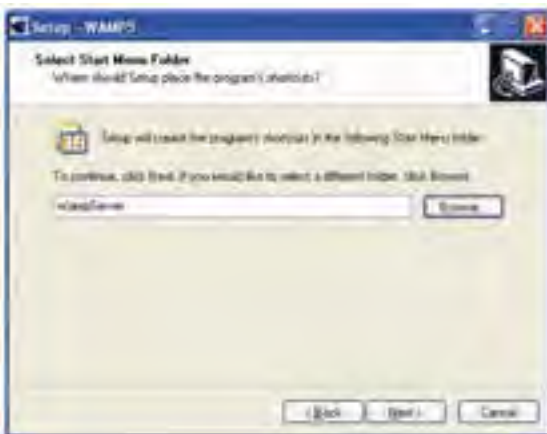 Setup - WAMP5
Select Start Menu Folder
Where should Setup place the program's shortcuts?
Setup will create the program's shortcuts in the following Start Menu folder.
To continue, click Next. If you would like to select a different folder, click Browse.
WampServer
Browse...
< Back
Next >
Cancel